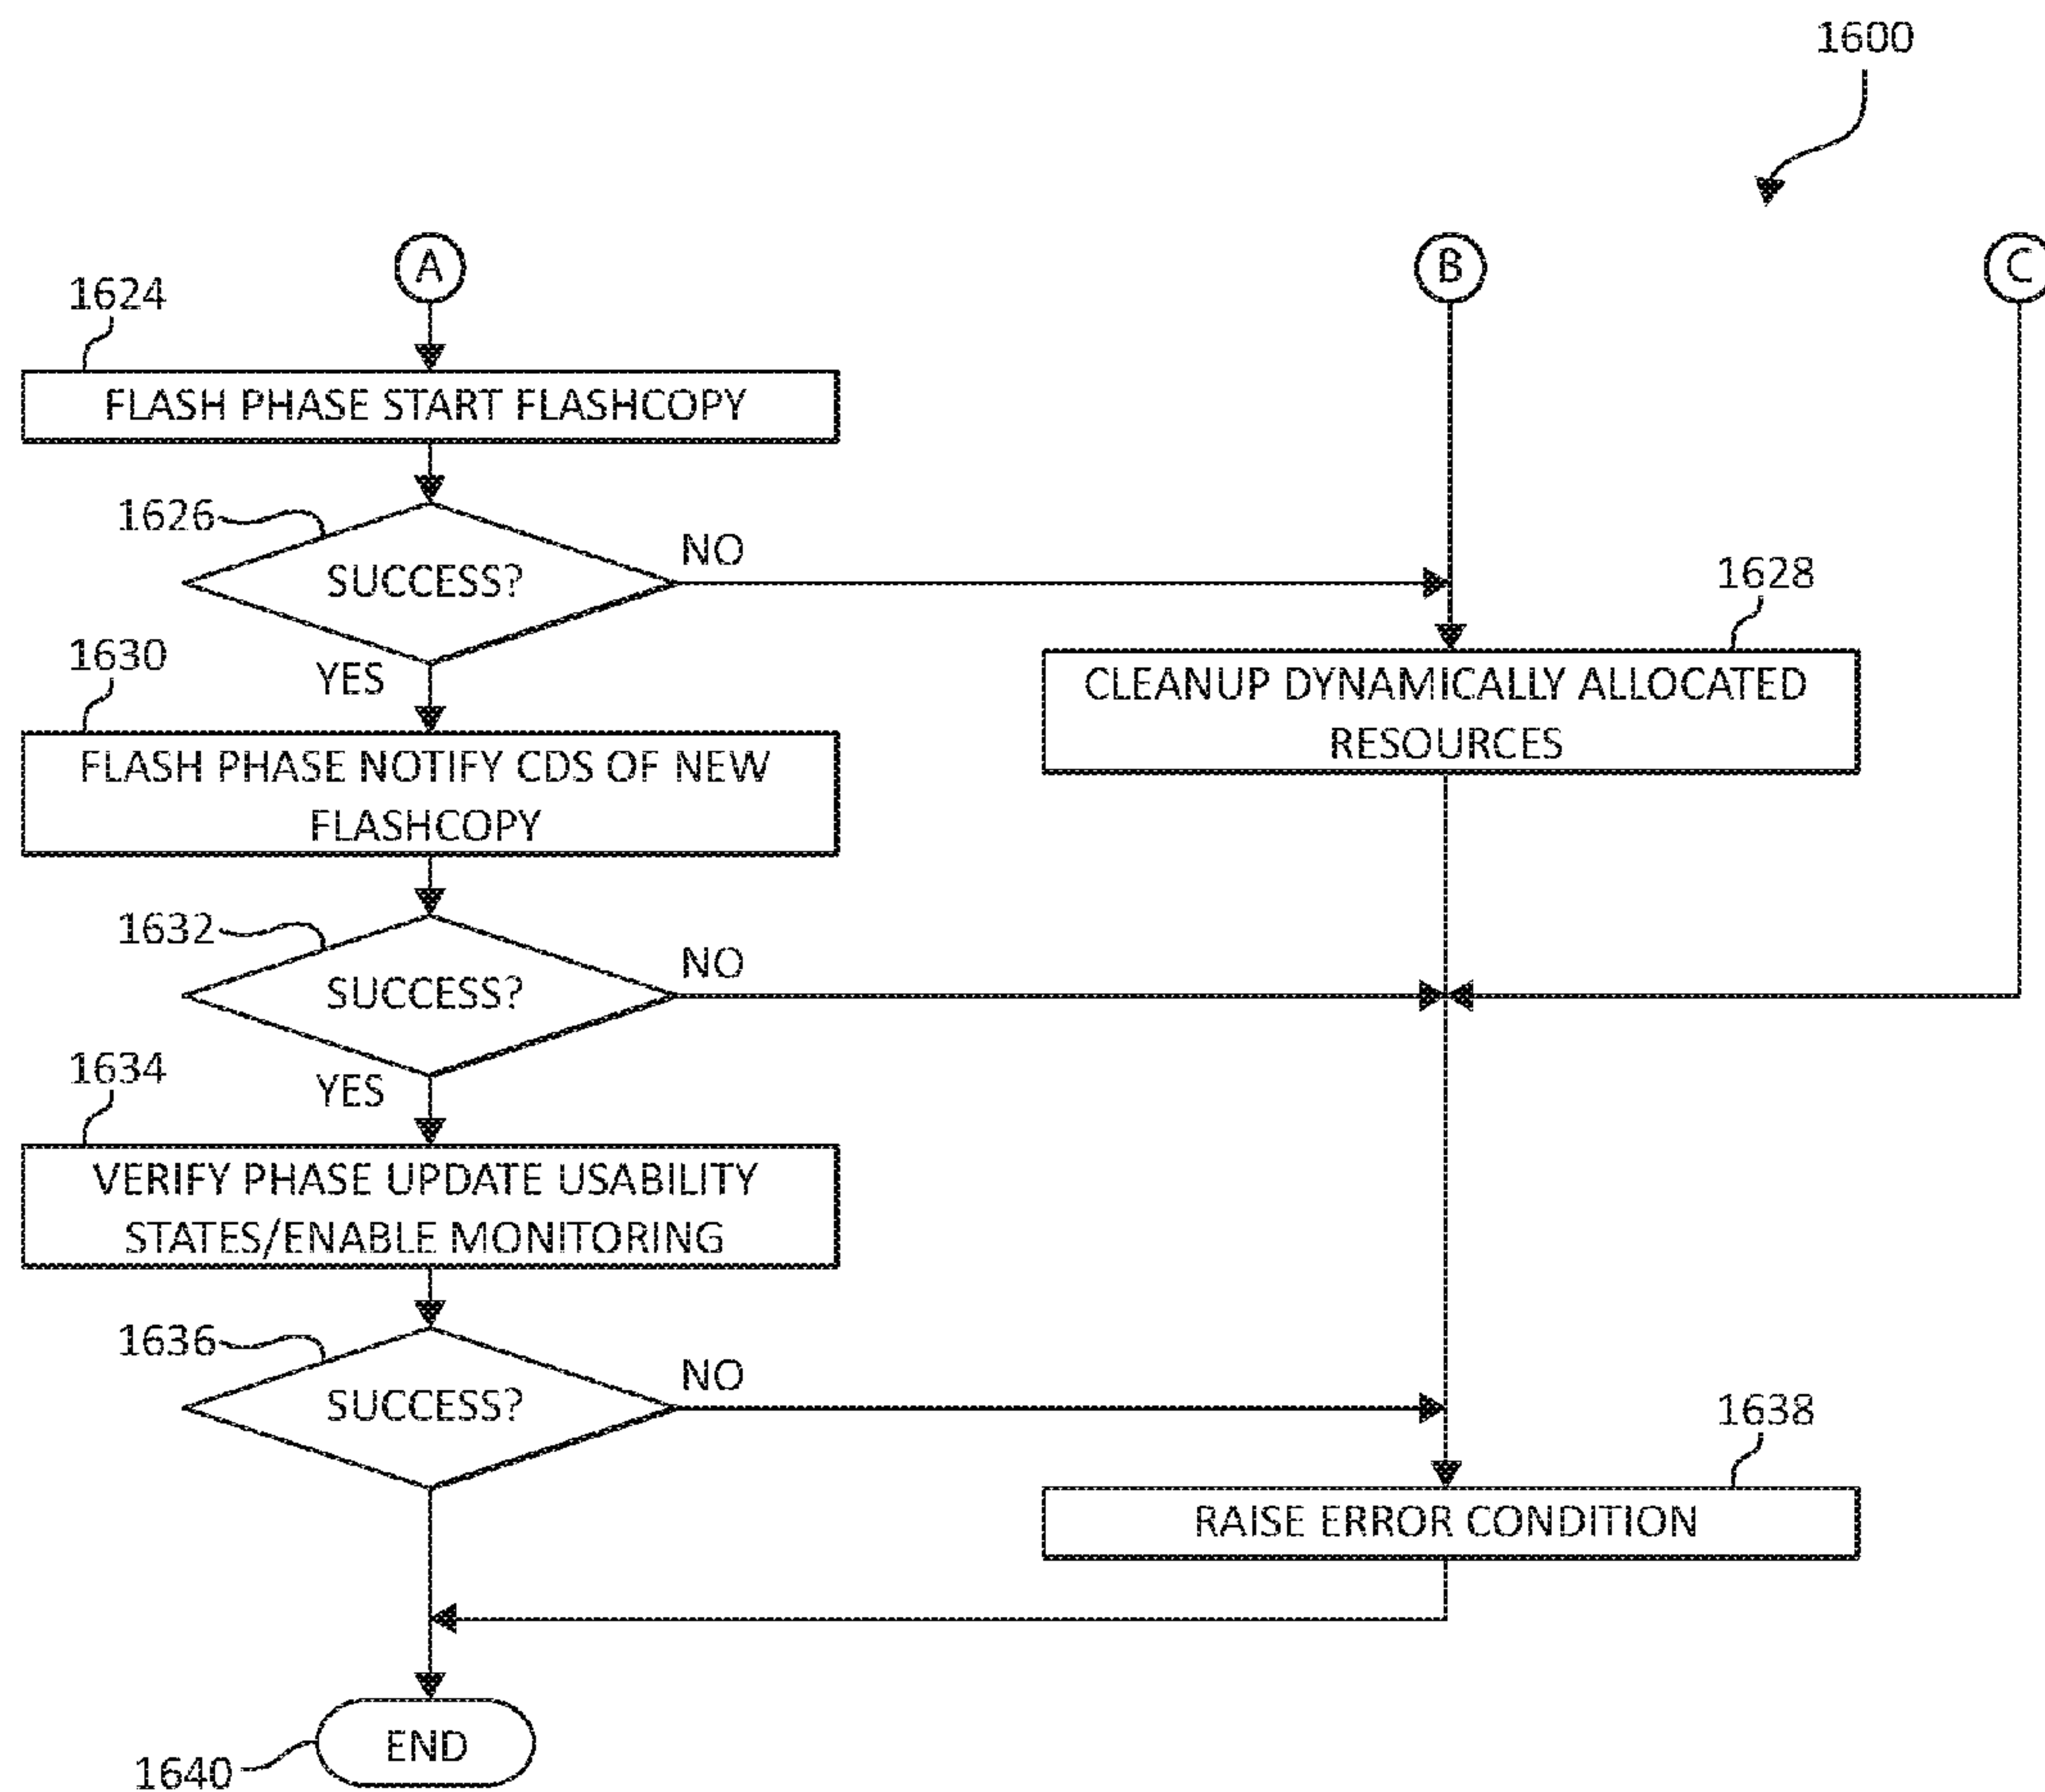 1600
A
B
C
1624
FLASH PHASE START FLASHCOPY
1626
SUCCESS?
NO
YES
1628
CLEANUP DYNAMICALLY ALLOCATED
RESOURCES
1630
FLASH PHASE NOTIFY CDS OF NEW
FLASHCOPY
1632
SUCCESS?
NO
YES
1634
VERIFY PHASE UPDATE USABILITY
STATES/ENABLE MONITORING
1636
SUCCESS?
NO
1638
RAISE ERROR CONDITION
END
1640